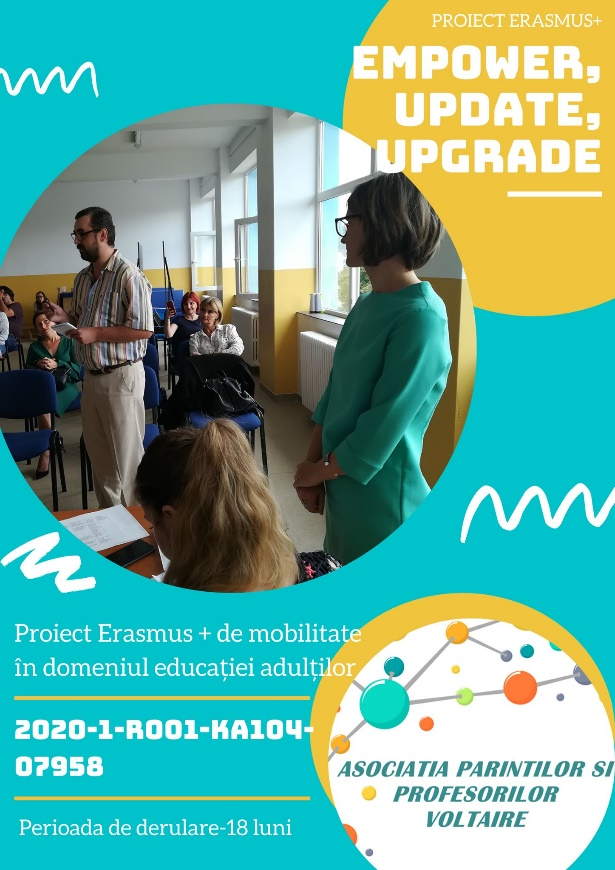 PROIECT ERASMUS+
EMPOWER,
UPDATE,
UPGRADE
Proiect Erasmus + de mobilitate
în domeniul educației adulților
2020-1-RO01-KA104-
07958
Perioada de derulare-18 luni
ASOCIATIA PARINTILOR SI
PROFESORILOR
VOLTAIRE